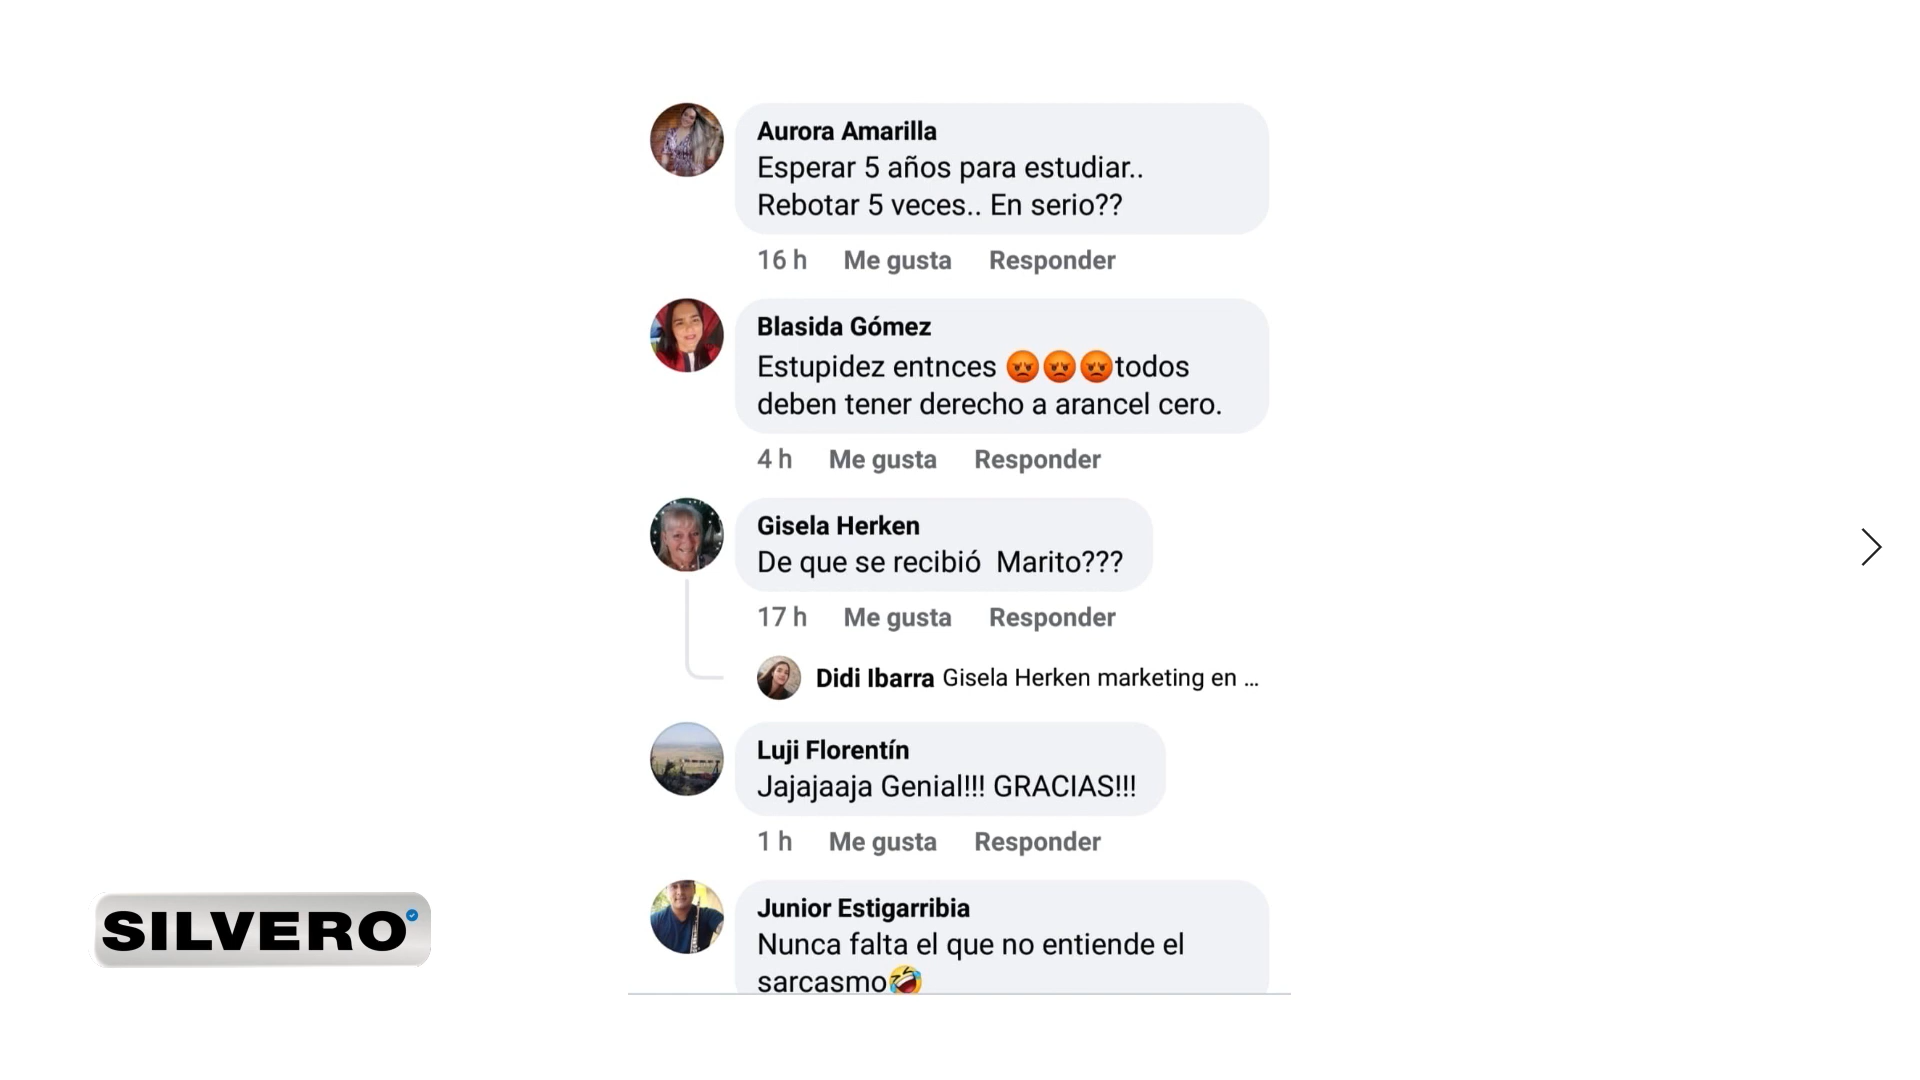 Aurora Amarilla
Esperar 5 años para estudiar..
Rebotar 5 veces.. En serio??
16 h Me gusta Responder
Blasida Gómez
Estupidez entnces 😡😡😡todos
deben tener derecho a arancel cero.
4 h Me gusta Responder
Gisela Herken
De que se recibió  Marito???
17 h Me gusta Responder
Didi Ibarra Gisela Herken marketing en ...
Luji Florentín
Jajajaaja Genial!!! GRACIAS!!!
1 h Me gusta Responder
Junior Estigarribia
Nunca falta el que no entiende el
sarcasmo🤣
SILVERO